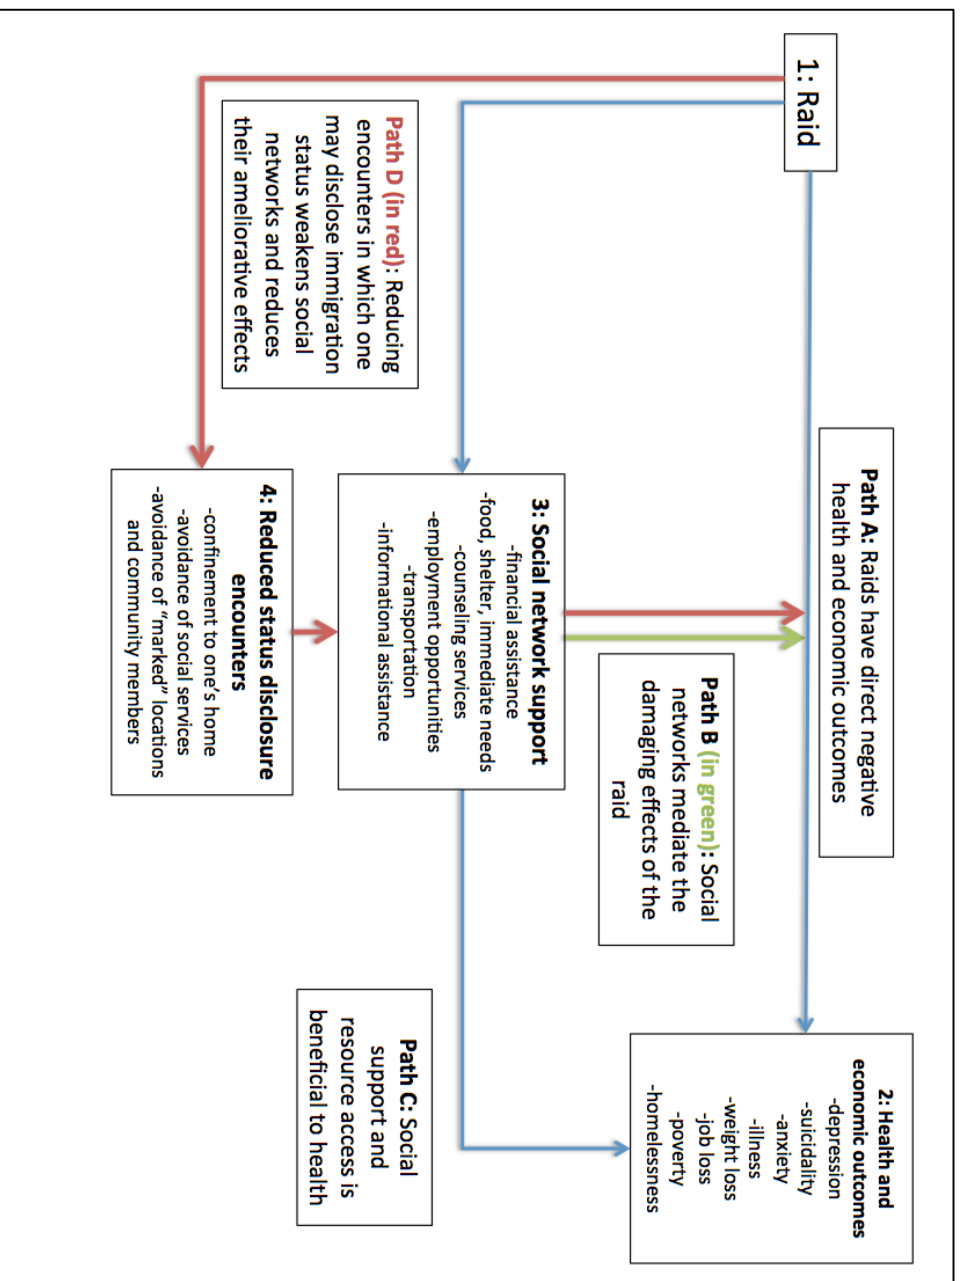 1: Raid
Path A: Raids have direct negative
health and economic outcomes
2: Health and
economic outcomes
-depression
-suicidality
-anxiety
-illness
-weight loss
-job loss
-poverty
-homelessness
Path B (in green): Social
networks mediate the
damaging effects of the
raid
3: Social network support
-financial assistance
-food, shelter, immediate needs
-counseling services
-employment opportunities
-transportation
-informational assistance
Path C: Social
support and
resource access is
beneficial to health
Path D (in red): Reducing
encounters in which one
may disclose immigration
status weakens social
networks and reduces
their ameliorative effects
4: Reduced status disclosure
encounters
-confinement to one’s home
-avoidance of social services
-avoidance of “marked” locations
and community members